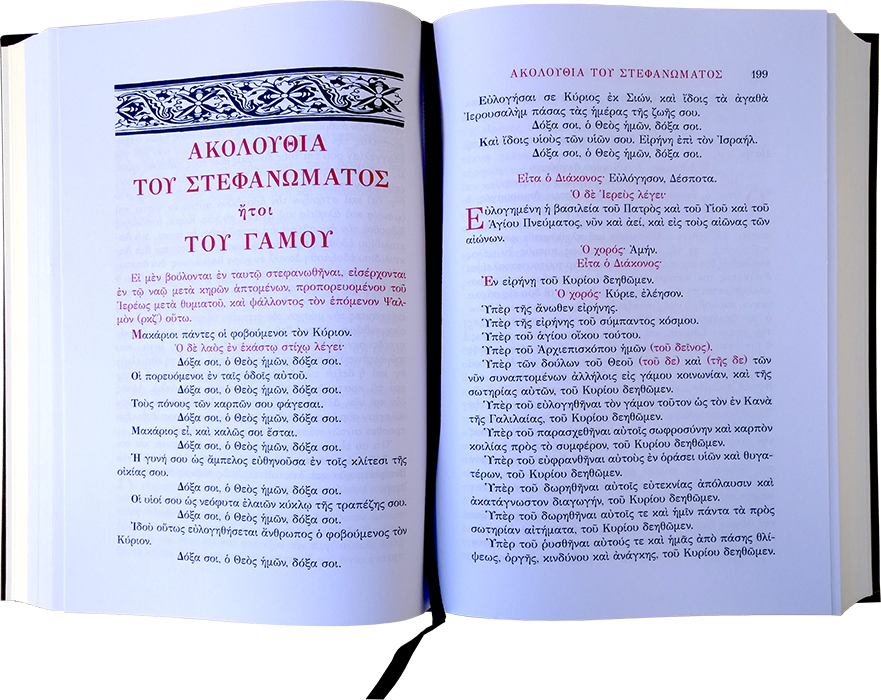 ΑΚΟΛΟΥΘΙΑ
ΤΟΥ ΣΤΕΦΑΝΩΜΑΤΟΣ
ἤτοι
ΤΟΥ ΓΑΜΟΥ
Εἰ μὲν βούλονται ἐν ταυτῷ στεφανωθῆναι, εἰσέρχονται
ἐν τῷ ναῷ μετὰ κηρῶν ἁπτομένων, προπορευομένου τοῦ
Ἱερέως μετὰ θυμιατοῦ, καὶ ψάλλοντος τὸν ἑπόμενον Ψαλ-
μὸν (ρκζ΄) οὕτω.
Μακάριοι πάντες οἱ φοβούμενοι τὸν Κύριον.
Ὁ δὲ λαὸς ἐν ἑκάστῳ στίχῳ λέγει·
Δόξα σοι, ὁ Θεὸς ἡμῶν, δόξα σοι.
Οἱ πορευόμενοι ἐν ταῖς ὁδοῖς αὐτοῦ.
Δόξα σοι, ὁ Θεὸς ἡμῶν, δόξα σοι.
Τοὺς πόνους τῶν καρπῶν σου φάγεσαι.
Δόξα σοι, ὁ Θεὸς ἡμῶν, δόξα σοι.
Μακάριος εἶ, καὶ καλῶς σοι ἔσται.
Δόξα σοι, ὁ Θεὸς ἡμῶν, δόξα σοι.
Ἡ γυνή σου ὡς ἄμπελος εὐθηνοῦσα ἐν τοῖς κλίτεσι τῆς
οἰκίας σου.
Δόξα σοι, ὁ Θεὸς ἡμῶν, δόξα σοι.
Οἱ υἱοί σου ὡς νεόφυτα ἐλαιῶν κύκλῳ τῆς τραπέζης σου.
Δόξα σοι, ὁ Θεὸς ἡμῶν, δόξα σοι.
Ἰδοὺ οὕτως εὐλογηθήσεται ἄνθρωπος ὁ φοβούμενος τὸν
Κύριον.
Δόξα σοι, ὁ Θεὸς ἡμῶν, δόξα σοι.
ΑΚΟΛΟΥΘΙΑ ΤΟΥ ΣΤΕΦΑΝΩΜΑΤΟΣ 199
Εὐλογήσαι σε Κύριος ἐκ Σιών, καὶ ἴδοις τὰ ἀγαθὰ
Ἱερουσαλὴμ πάσας τὰς ἡμέρας τῆς ζωῆς σου.
Δόξα σοι, ὁ Θεὸς ἡμῶν, δόξα σοι.
Καὶ ἴδοις υἱοὺς τῶν υἱῶν σου. Εἰρήνη ἐπὶ τὸν Ἰσραήλ.
Δόξα σοι, ὁ Θεὸς ἡμῶν, δόξα σοι.
Εἶτα ὁ Διάκονος· Εὐλόγησον, Δέσποτα.
Ὁ δὲ Ἱερεὺς λέγει·
Εὐλογημένη ἡ βασιλεία τοῦ Πατρὸς καὶ τοῦ Υἱοῦ καὶ τοῦ
Ἁγίου Πνεύματος, νῦν καὶ ἀεί, καὶ εἰς τοὺς αἰῶνας τῶν
αἰώνων.
Ὁ χορός· Ἀμήν.
Εἶτα ὁ Διάκονος·
Ἐν εἰρήνῃ τοῦ Κυρίου δεηθῶμεν.
Ὁ χορός· Κύριε, ἐλέησον.
Ὑπὲρ τῆς ἄνωθεν εἰρήνης.
Ὑπὲρ τῆς εἰρήνης τοῦ σύμπαντος κόσμου.
Ὑπὲρ τοῦ ἁγίου οἴκου τούτου.
Ὑπὲρ τοῦ Ἀρχιεπισκόπου ἡμῶν (τοῦ δεῖνος).
Ὑπὲρ τῶν δούλων τοῦ Θεοῦ (τοῦ δε) καὶ (τῆς δε) τῶν
νῦν συναπτομένων ἀλλήλοις εἰς γάμου κοινωνίαν, καὶ τῆς
σωτηρίας αὐτῶν, τοῦ Κυρίου δεηθῶμεν.
Ὑπὲρ τοῦ εὐλογηθῆναι τὸν γάμον τοῦτον ὡς τὸν ἐν Κανᾷ
τῆς Γαλιλαίας, τοῦ Κυρίου δεηθῶμεν.
Ὑπὲρ τοῦ παρασχεθῆναι αὐτοῖς σωφροσύνην καὶ καρπὸν
κοιλίας πρὸς τὸ συμφέρον, τοῦ Κυρίου δεηθῶμεν.
Ὑπὲρ τοῦ εὐφρανθῆναι αὐτοὺς ἐν ὁράσει υἱῶν καὶ θυγα-
τέρων, τοῦ Κυρίου δεηθῶμεν.
Ὑπὲρ τοῦ δωρηθῆναι αὐτοῖς εὐτεκνίας ἀπόλαυσιν καὶ
ἀκατάγνωστον διαγωγήν, τοῦ Κυρίου δεηθῶμεν.
Ὑπὲρ τοῦ δωρηθῆναι αὐτοῖς τε καὶ ἡμῖν πάντα τὰ πρὸς
σωτηρίαν αἰτήματα, τοῦ Κυρίου δεηθῶμεν.
Ὑπὲρ τοῦ ῥυσθῆναι αὐτούς τε καὶ ἡμᾶς ἀπὸ πάσης θλί-
ψεως, ὀργῆς, κινδύνου καὶ ἀνάγκης, τοῦ Κυρίου δεηθῶμεν.